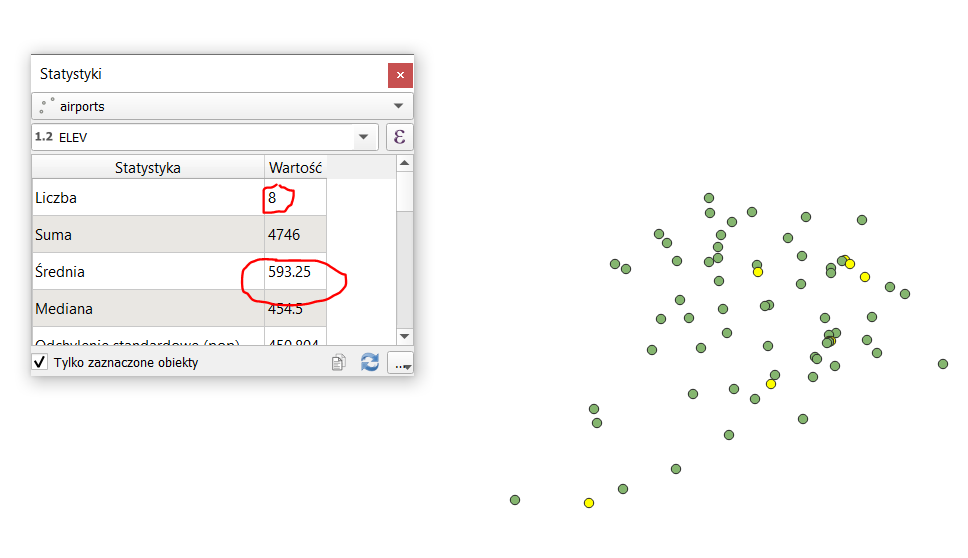 Statystyki
airports
1.2 ELEV
ε
Statystyka Wartość
Liczba 8
Suma 4746
Średnia 593.25
Mediana 454.5
Odchylenie standardowe (pop) 450.804
Tylko zaznaczone obiekty
...